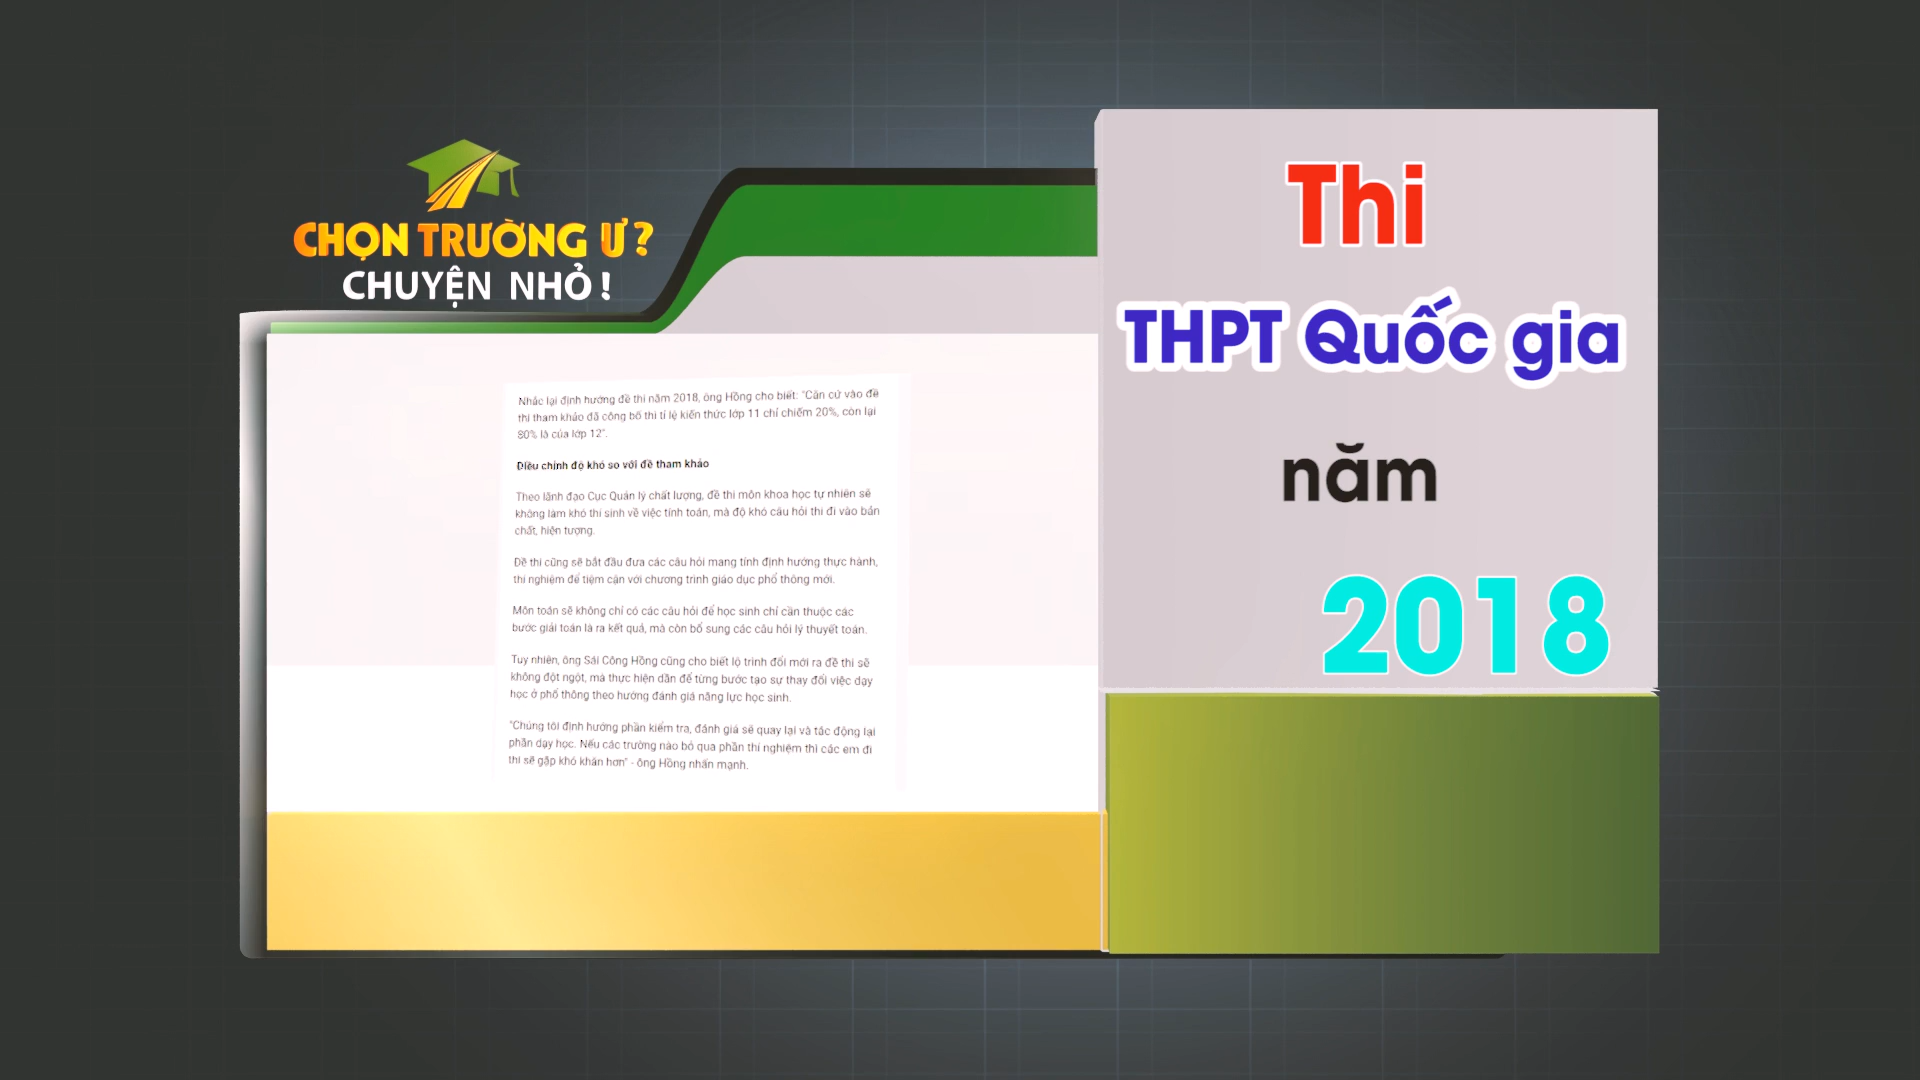 CHỌN TRƯỜNG Ư?
CHUYỆN NHỎ!
Nhắc lại định hướng đề thi năm 2018, ông Hồng cho biết: "Căn cứ vào đề
thi tham khảo đã công bố thì tỉ lệ kiến thức lớp 11 chỉ chiếm 20%, còn lại
80% là của lớp 12".
Điều chỉnh độ khó so với đề tham khảo
Theo lãnh đạo Cục Quản lý chất lượng, đề thi môn khoa học tự nhiên sẽ
không làm khó thí sinh về việc tính toán, mà độ khó câu hỏi thi đi vào bản
chất, hiện tượng.
Đề thi cũng sẽ bắt đầu đưa các câu hỏi mang tính định hướng thực hành,
thí nghiệm để tiệm cận với chương trình giáo dục phổ thông mới.
Môn toán sẽ không chỉ có các câu hỏi để học sinh chỉ cần thuộc các
bước giải toán là ra kết quả, mà còn bổ sung các câu hỏi lý thuyết toán.
Tuy nhiên, ông Sái Công Hồng cũng cho biết lộ trình đổi mới ra đề thi sẽ
không đột ngột, mà thực hiện dần để từng bước tạo sự thay đổi việc dạy
học ở phổ thông theo hướng đánh giá năng lực học sinh.
"Chúng tôi định hướng phần kiểm tra, đánh giá sẽ quay lại và tác động lại
phần dạy học. Nếu các trường nào bỏ qua phần thí nghiệm thì các em đi
thi sẽ gặp khó khăn hơn" - ông Hồng nhấn mạnh.
Thi
THPT Quốc gia
năm
2018